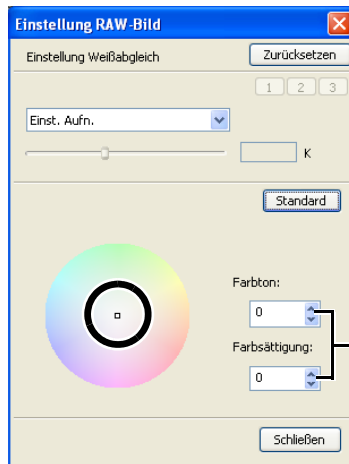 Einstellung RAW-Bild
Einstellung Weißabgleich
Zurücksetzen
1 2 3
Einst. Aufn.
K
Standard
Farbton:
0
Farbsättigung:
0
Schließen